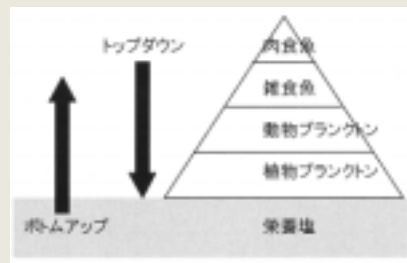 トップダウン
肉食魚
雑食魚
動物プランクトン
植物プランクトン
ボトムアップ
栄養塩